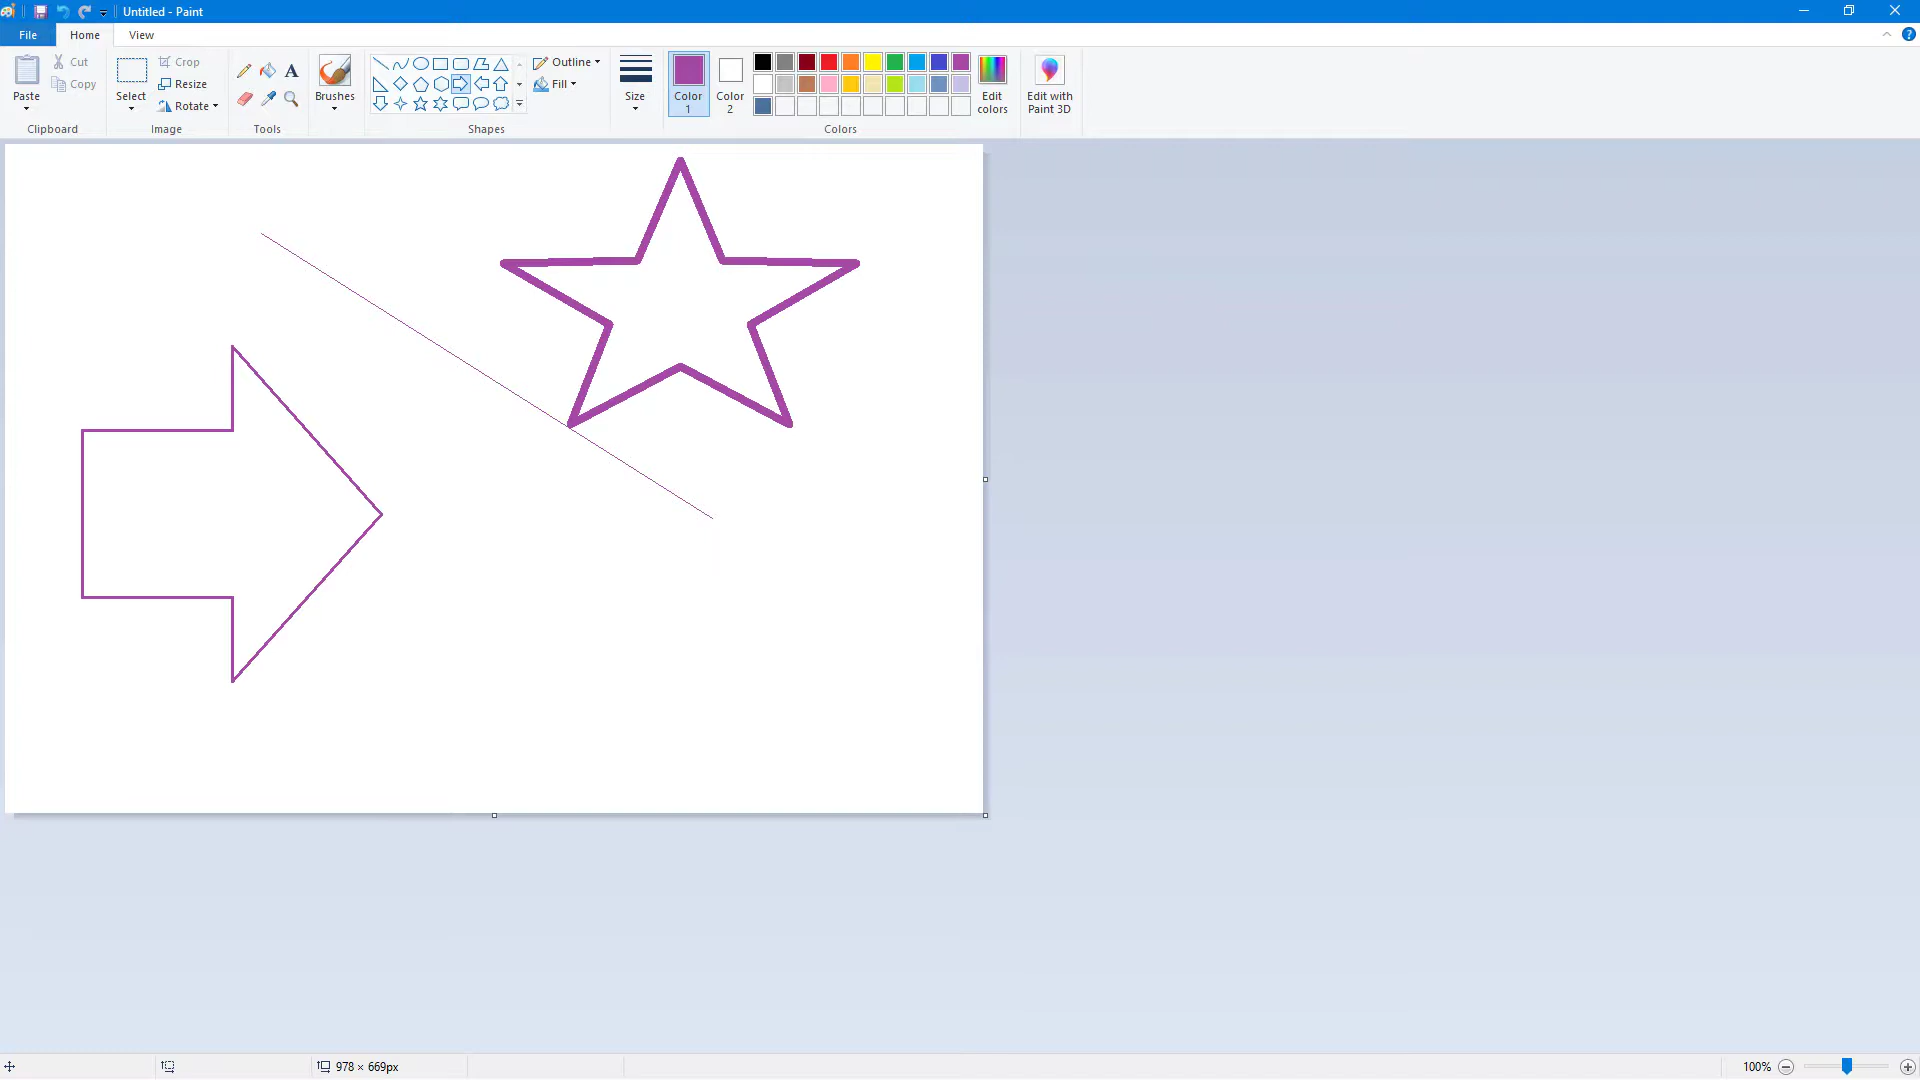 Untitled - Paint
File
Home
View
Paste
Cut
Copy
Clipboard
Select
Crop
Resize
Rotate
Image
A
Tools
Brushes
Outline
Fill
Shapes
Size
Color
1
Color
2
Edit
colors
Colors
Edit with
Paint 3D
?
978 × 669px
100%